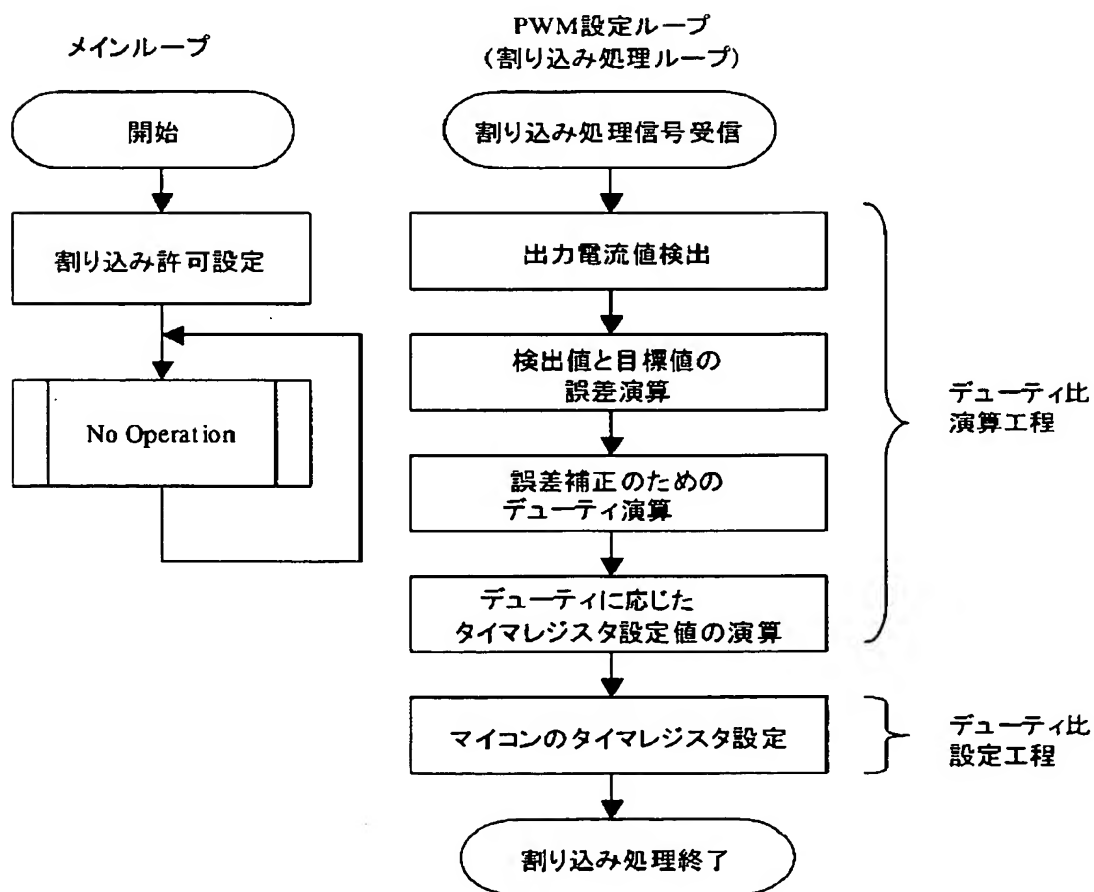 メインループ
開始
割り込み許可設定
No Operation
PWM設定ループ
(割り込み処理ループ)
割り込み処理信号受信
出力電流値検出
検出値と目標値の
誤差演算
誤差補正のための
デューティ演算
デューティに応じた
タイマレジスタ設定値の演算
マイコンのタイマレジスタ設定
割り込み処理終了
デューティ比
演算工程
デューティ比
設定工程